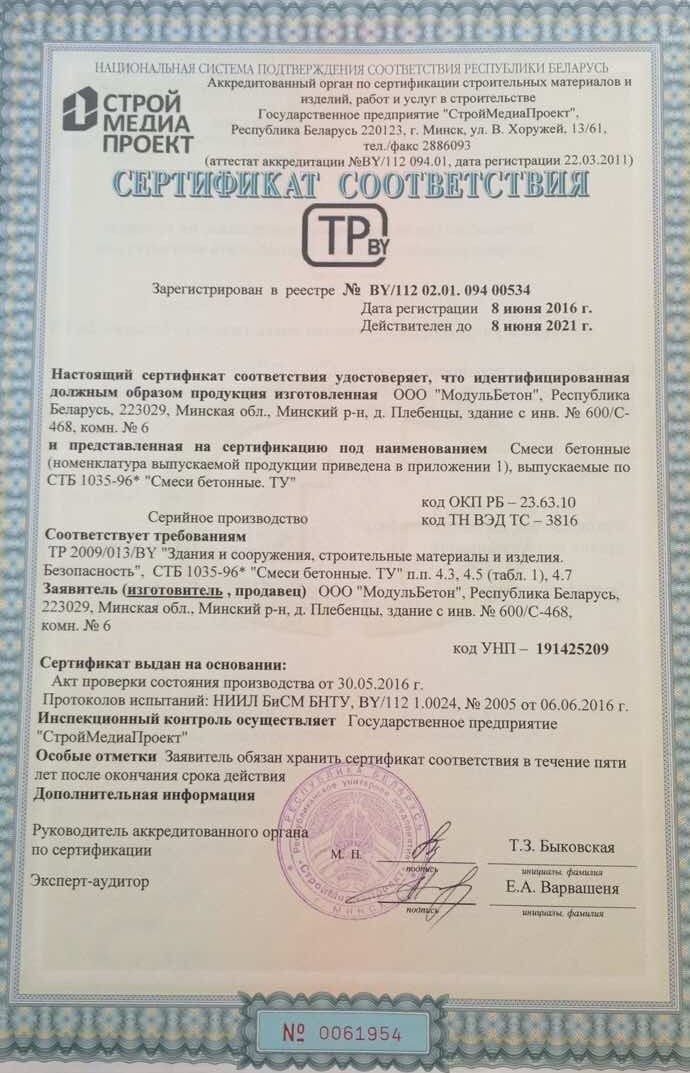 НАЦИОНАЛЬНАЯ СИСТЕМА ПОДТВЕРЖДЕНИЯ СООТВЕТСТВИЯ РЕСПУБЛИКИ БЕЛАРУСЬ
СТРОЙ
МЕДИА
ПРОЕКТ
Аккредитованный орган по сертификации строительных материалов и
изделий, работ и услуг в строительстве
Государственное предприятие "СтройМедиаПроект",
Республика Беларусь 220123, г. Минск, ул. В. Хоружей, 13/61,
тел./факс 2886093
(аттестат аккредитации №BY/112 094.01, дата регистрации 22.03.2011)
СЕРТИФИКАТ СООТВЕТСТВИЯ
ТР BY
Зарегистрирован в реестре № BY/112 02.01. 094 00534
Дата регистрации 8 июня 2016 г.
Действителен до 8 июня 2021 г.
Настоящий сертификат соответствия удостоверяет, что идентифицированная
должным образом продукция изготовленная ООО "МодульБетон", Республика
Беларусь, 223029, Минская обл., Минский р-н, д. Плебенцы, здание с инв. № 600/С-
468, комн. № 6
и представленная на сертификацию под наименованием Смеси бетонные
(номенклатура выпускаемой продукции приведена в приложении 1), выпускаемые по
СТБ 1035-96* "Смеси бетонные. ТУ"
код ОКП РБ – 23.63.10
Серийное производство код ТН ВЭД ТС – 3816
Соответствует требованиям
ТР 2009/013/BY "Здания и сооружения, строительные материалы и изделия.
Безопасность", СТБ 1035-96* "Смеси бетонные. ТУ" п.п. 4.3, 4.5 (табл. 1), 4.7
Заявитель (изготовитель , продавец) ООО "МодульБетон", Республика Беларусь,
223029, Минская обл., Минский р-н, д. Плебенцы, здание с инв. № 600/С-468,
комн. № 6
код УНП – 191425209
Сертификат выдан на основании:
Акт проверки состояния производства от 30.05.2016 г.
Протоколов испытаний: НИИЛ БиСМ БНТУ, BY/112 1.0024, № 2005 от 06.06.2016 г.
Инспекционный контроль осуществляет Государственное предприятие
"СтройМедиаПроект"
Особые отметки Заявитель обязан хранить сертификат соответствия в течение пяти
лет после окончания срока действия
Дополнительная информация
РЕСПУБЛИКА БЕЛАРУСЬ
Республиканское унитарное предприятие
МИНСК
Руководитель аккредитованного органа
по сертификации
М. П.
подпись
Т.З. Быковская
инициалы, фамилия
Эксперт-аудитор
подпись
Е.А. Варвашеня
инициалы, фамилия
№ 0061954